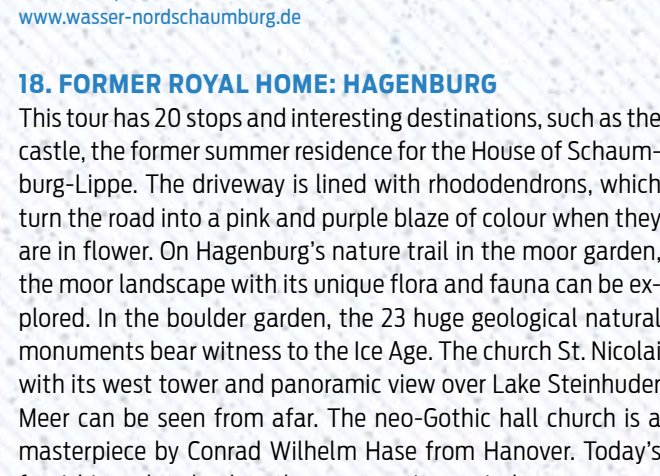 www.wasser-nordschaumburg.de
18. FORMER ROYAL HOME: HAGENBURG
This tour has 20 stops and interesting destinations, such as the
castle, the former summer residence for the House of Schaum-
burg-Lippe. The driveway is lined with rhododendrons, which
turn the road into a pink and purple blaze of colour when they
are in flower. On Hagenburg's nature trail in the moor garden,
the moor landscape with its unique flora and fauna can be ex-
plored. In the boulder garden, the 23 huge geological natural
monuments bear witness to the Ice Age. The church St. Nicolai
with its west tower and panoramic view over Lake Steinhuder
Meer can be seen from afar. The neo-Gothic hall church is a
masterpiece by Conrad Wilhelm Hase from Hanover. Today's